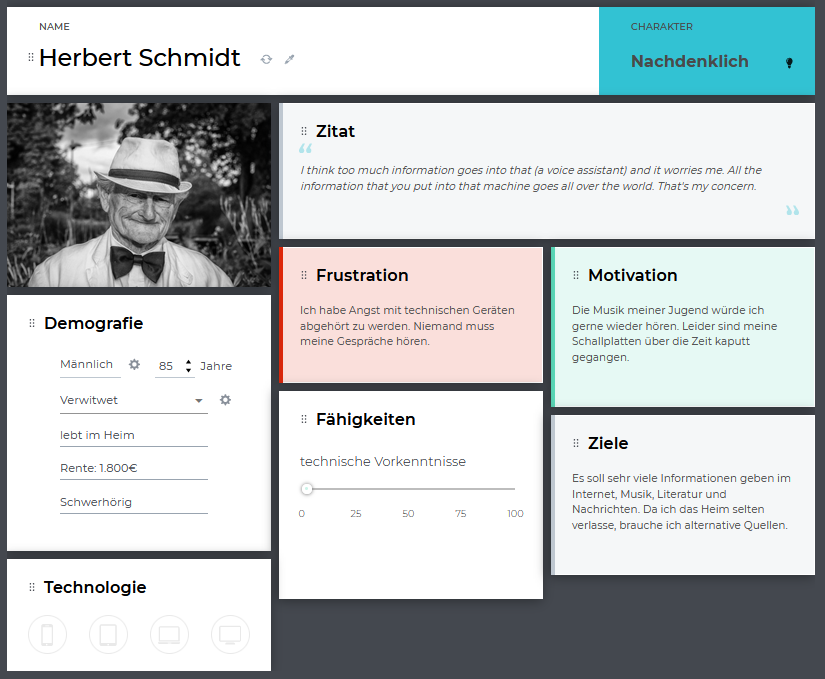 NAME
Herbert Schmidt
CHARAKTER
Nachdenklich
Zitat
“
I think too much information goes into that (a voice assistant) and it worries me. All the
information that you put into that machine goes all over the world. That's my concern.
”
Frustration
Ich habe Angst mit technischen Geräten
abgehört zu werden. Niemand muss
meine Gespräche hören.
Motivation
Die Musik meiner Jugend würde ich
gerne wieder hören. Leider sind meine
Schallplatten über die Zeit kaputt
gegangen.
Demografie
Männlich 85 Jahre
Verwitwet
lebt im Heim
Rente: 1.800€
Schwerhörig
Fähigkeiten
technische Vorkenntnisse
0 25 50 75 100
Ziele
Es soll sehr viele Informationen geben im
Internet, Musik, Literatur und
Nachrichten. Da ich das Heim selten
verlasse, brauche ich alternative Quellen.
Technologie